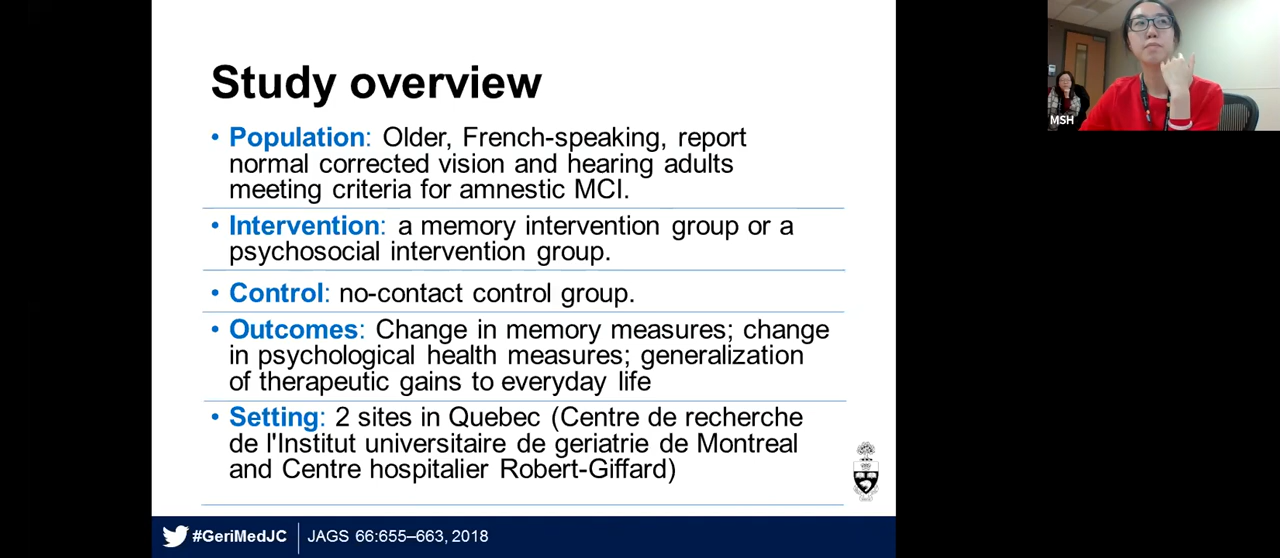 Study overview
• Population: Older, French-speaking, report
normal corrected vision and hearing adults
meeting criteria for amnestic MCI.
• Intervention: a memory intervention group or a
psychosocial intervention group.
• Control: no-contact control group.
• Outcomes: Change in memory measures; change
in psychological health measures; generalization
of therapeutic gains to everyday life
• Setting: 2 sites in Quebec (Centre de recherche
de l'Institut universitaire de geriatrie de Montreal
and Centre hospitalier Robert-Giffard)
#GeriMedJC
JAGS 66:655–663, 2018
MSH